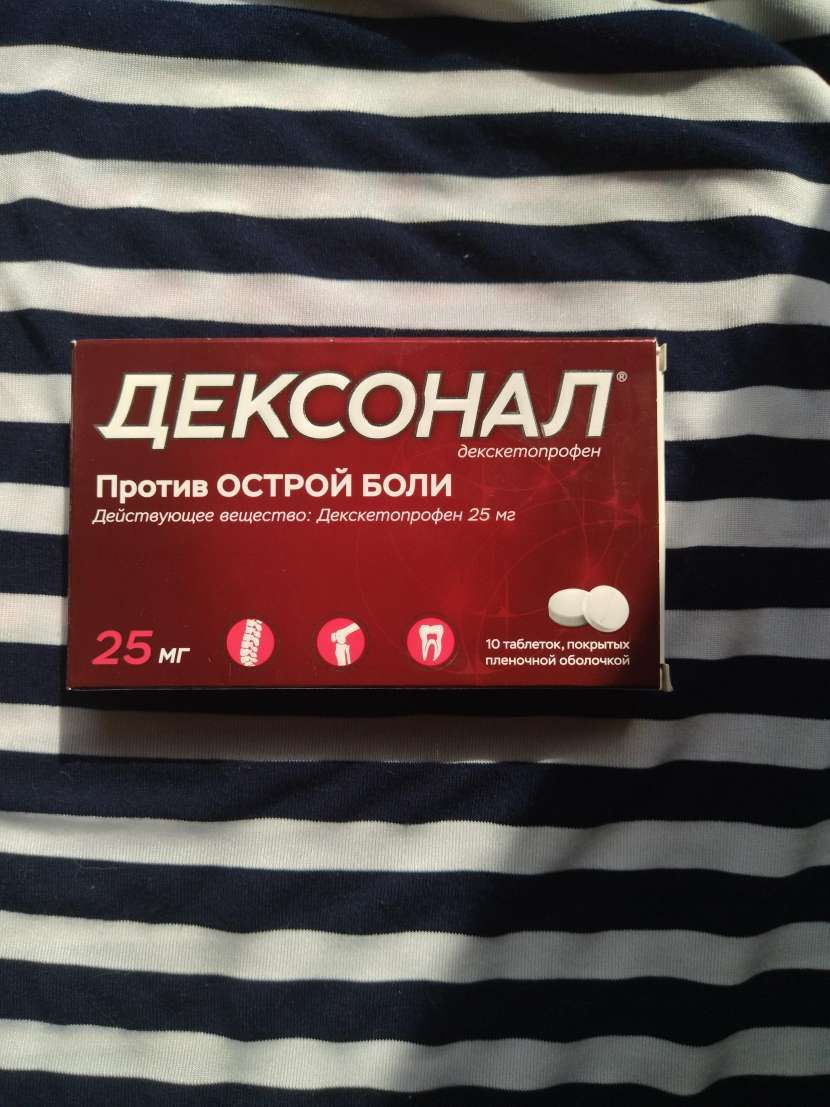 ДЕКСОНАЛ®
декскетопрофен
Против ОСТРОЙ БОЛИ
Действующее вещество: Декскетопрофен 25 мг
25 мг
10 таблеток, покрытых
пленочной оболочкой